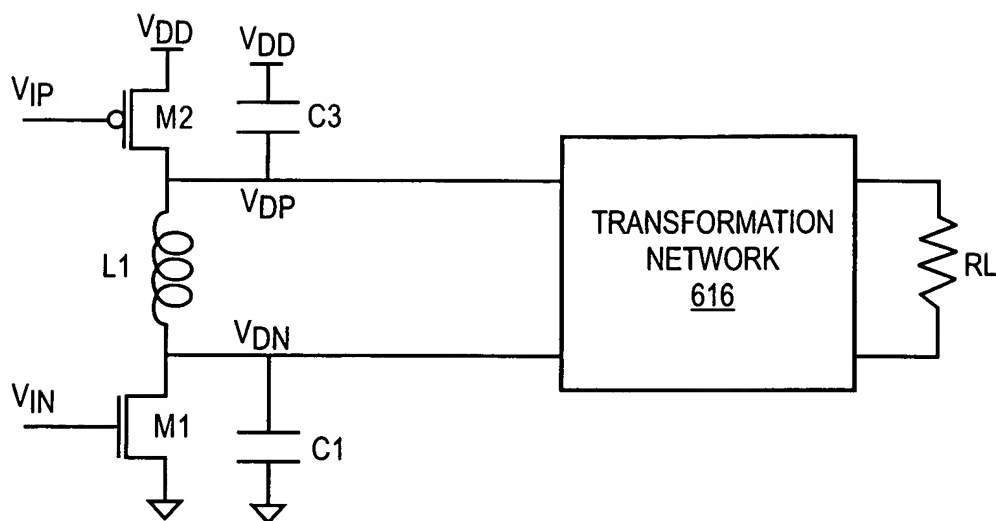 VDD
VDD
VIP
M2
C3
VDP
TRANSFORMATION
NETWORK
616
RL
L1
VDN
VIN
M1
C1